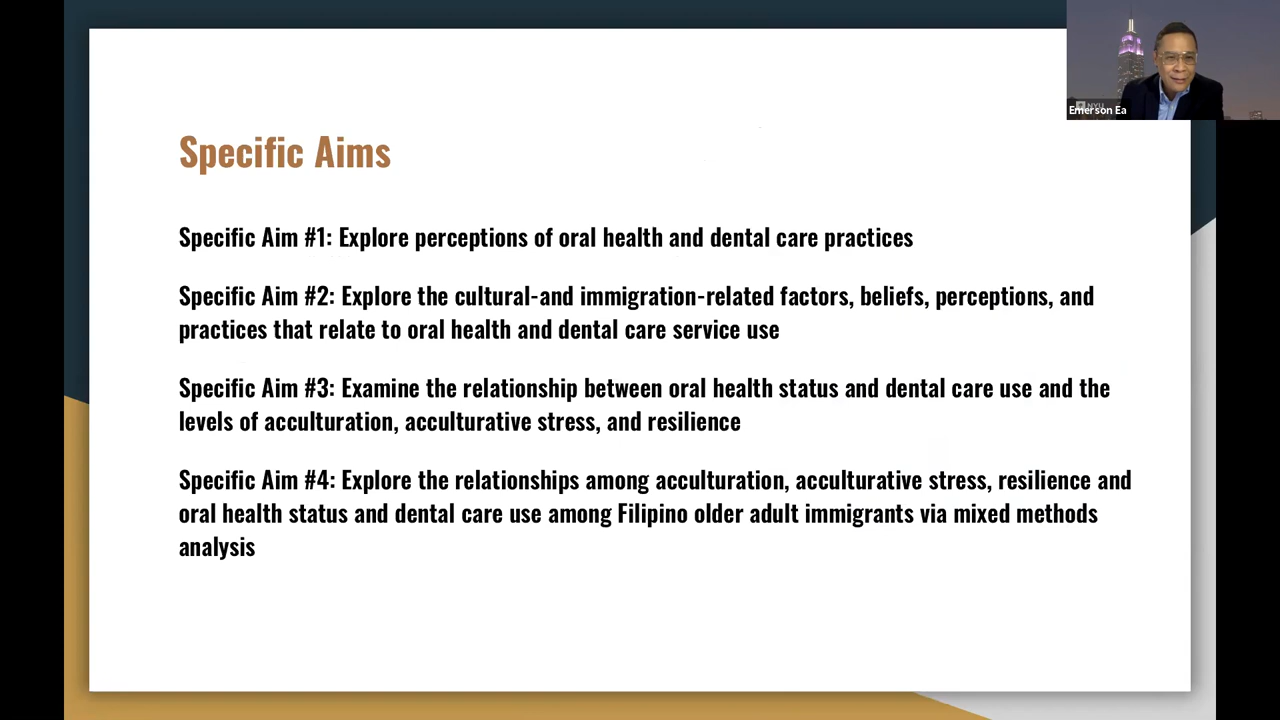 Specific Aims
Specific Aim #1: Explore perceptions of oral health and dental care practices
Specific Aim #2: Explore the cultural-and immigration-related factors, beliefs, perceptions, and
practices that relate to oral health and dental care service use
Specific Aim #3: Examine the relationship between oral health status and dental care use and the
levels of acculturation, acculturative stress, and resilience
Specific Aim #4: Explore the relationships among acculturation, acculturative stress, resilience and
oral health status and dental care use among Filipino older adult immigrants via mixed methods
analysis
NYU
Emerson Ea